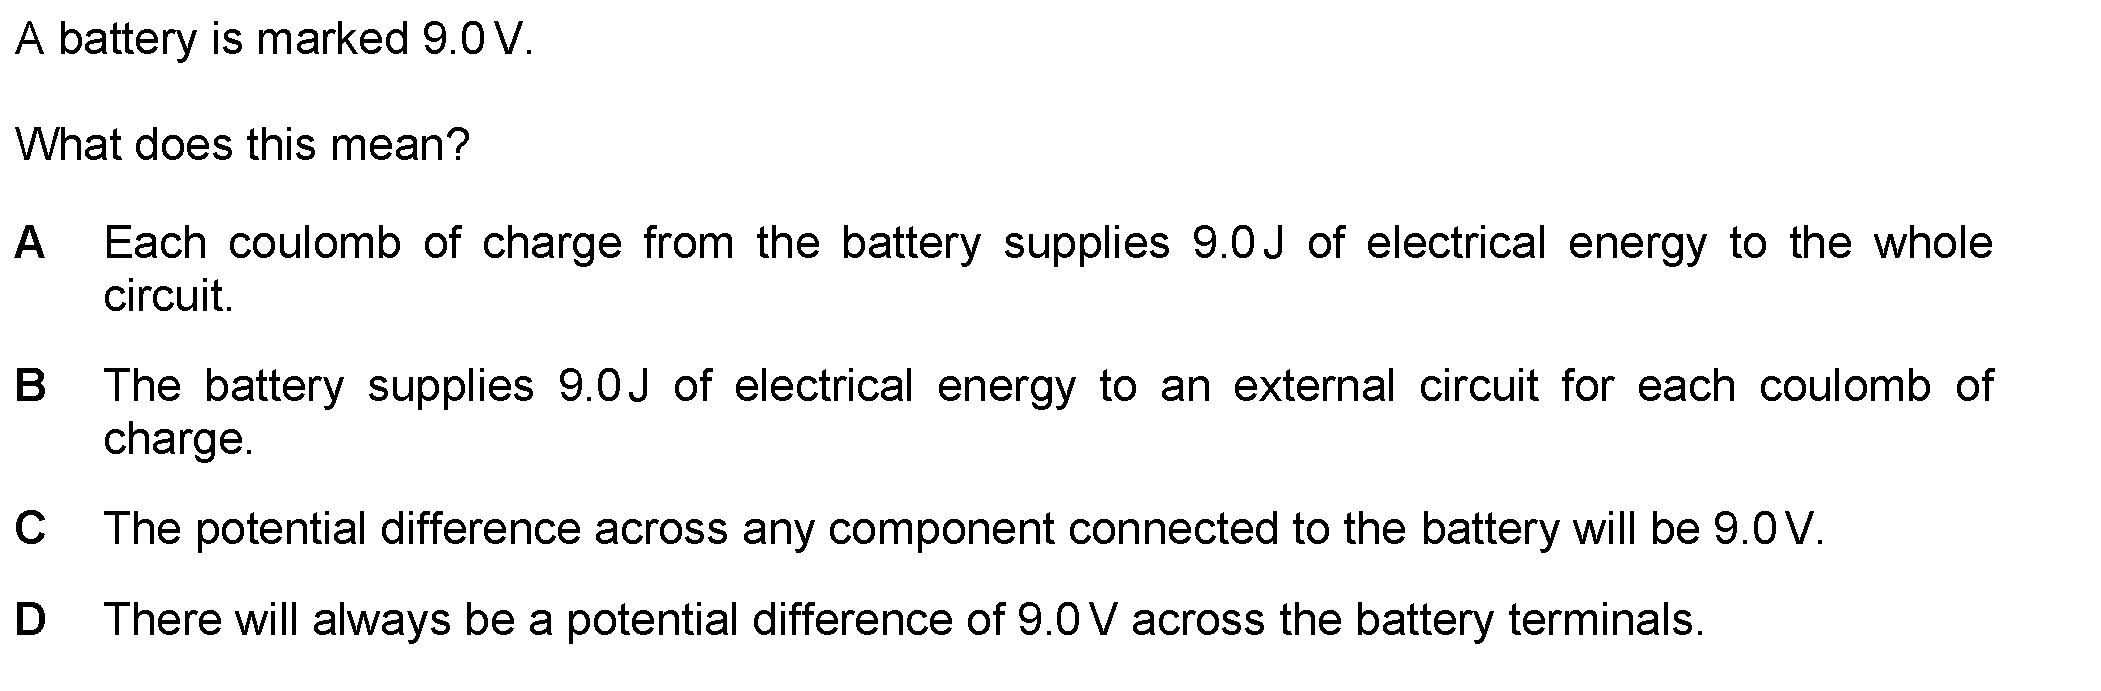 A battery is marked 9.0 V.
What does this mean?
A Each coulomb of charge from the battery supplies 9.0 J of electrical energy to the whole
circuit.
B The battery supplies 9.0 J of electrical energy to an external circuit for each coulomb of
charge.
C The potential difference across any component connected to the battery will be 9.0 V.
D There will always be a potential difference of 9.0 V across the battery terminals.